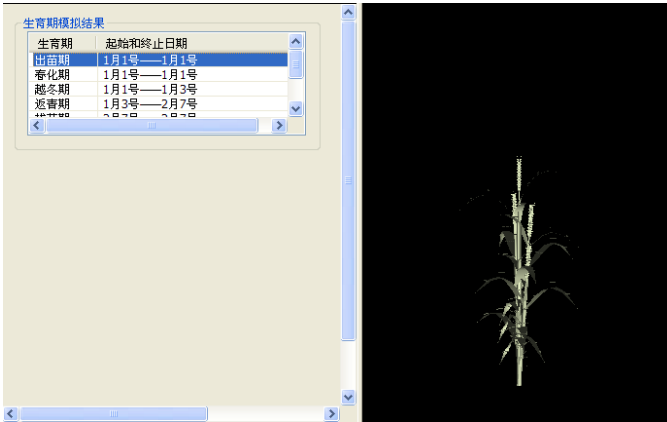 生育期模拟结果
生育期 起始和终止日期
出苗期 1月1号——1月1号
春化期 1月1号——1月1号
越冬期 1月1号——1月3号
返青期 1月3号——2月7号